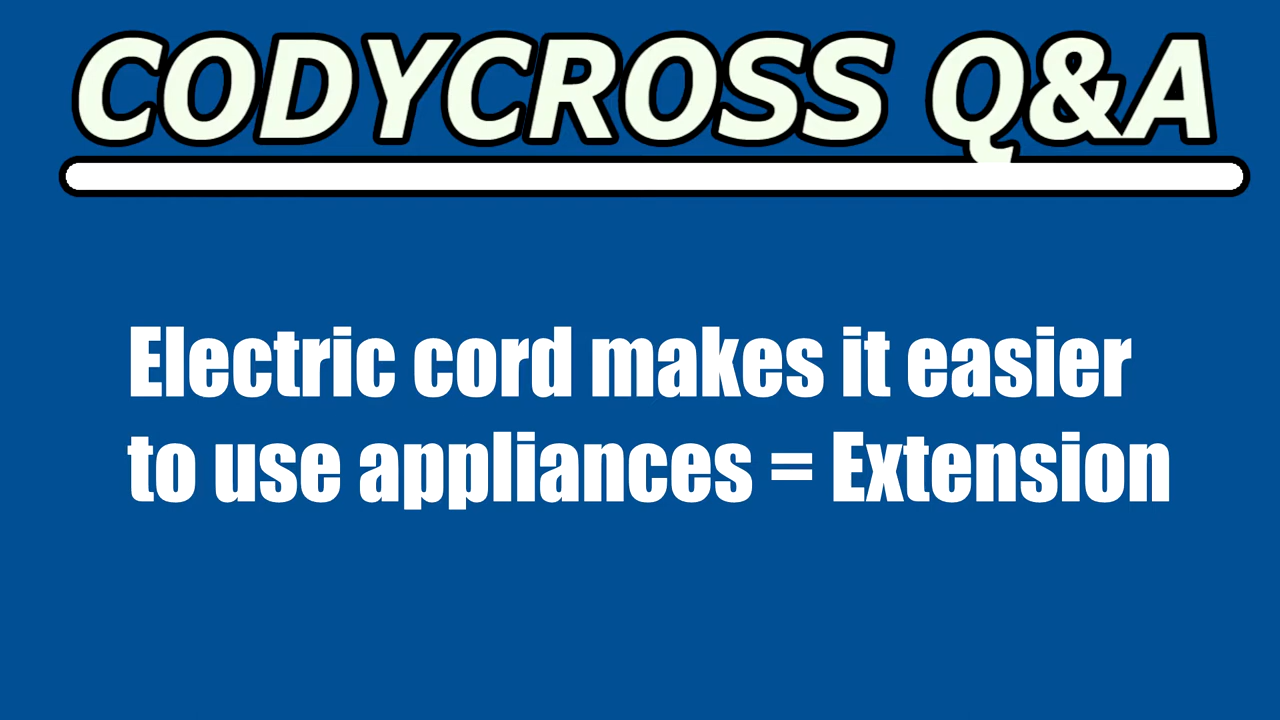 CODYCROSS Q&A
Electric cord makes it easier
to use appliances = Extension